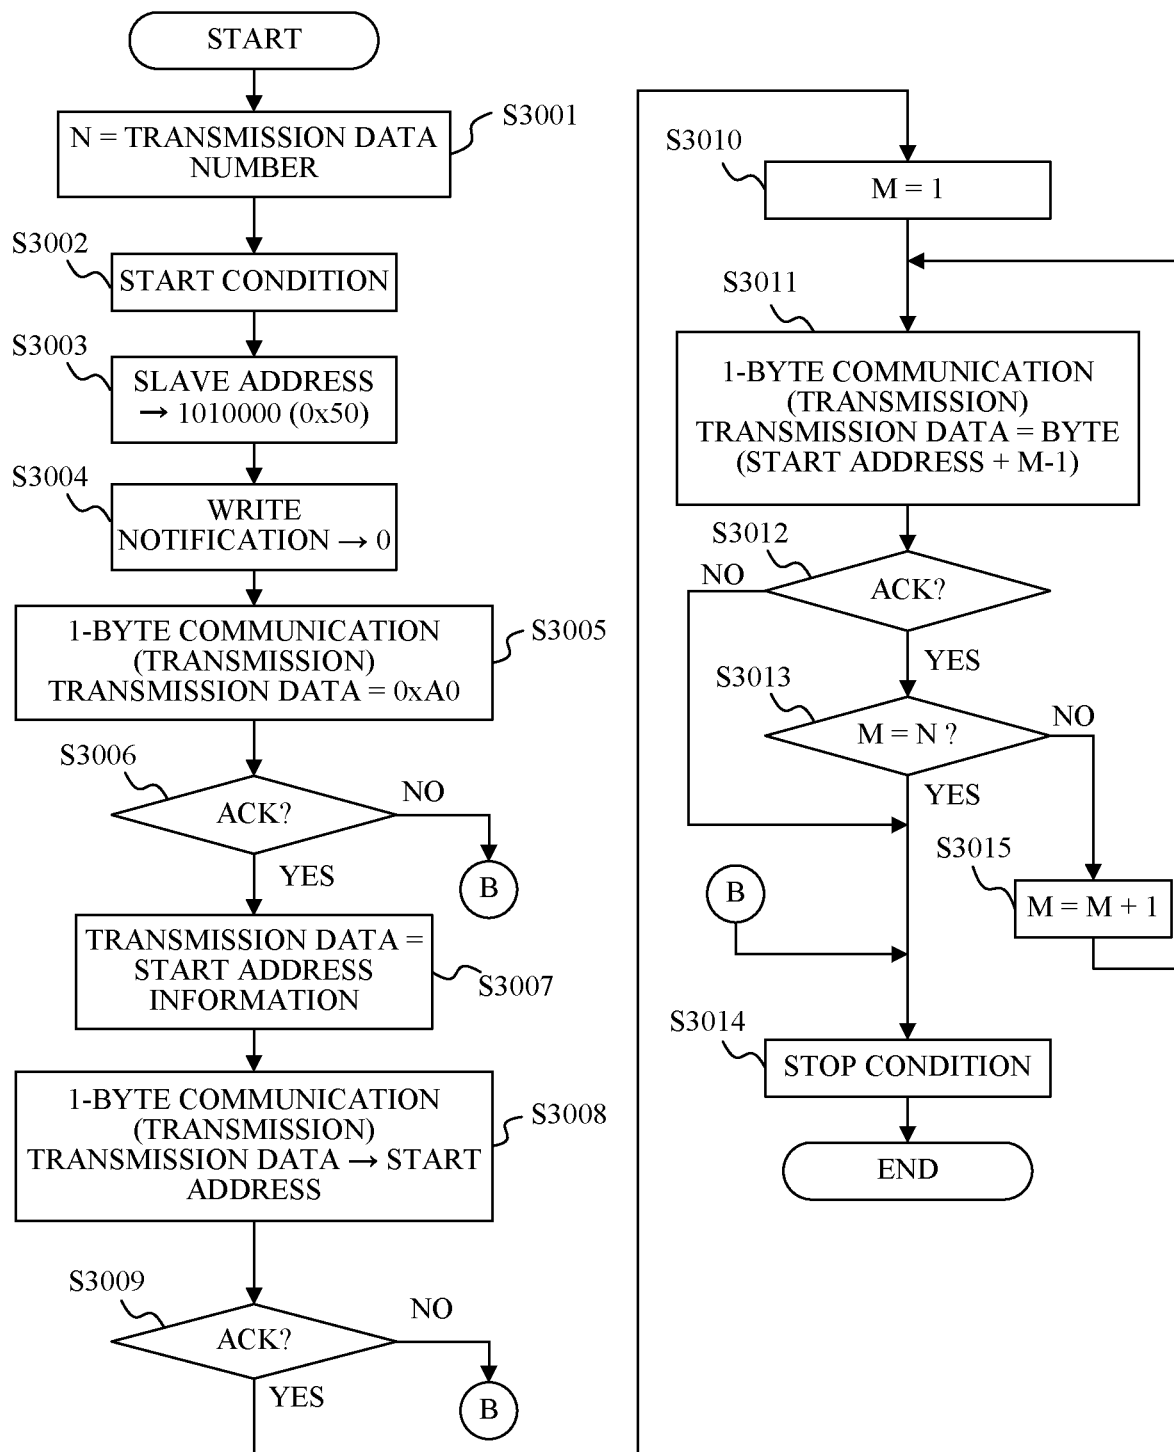 START
S3001
N = TRANSMISSION DATA
NUMBER
S3002
START CONDITION
S3003
SLAVE ADDRESS
→ 1010000 (0x50)
S3004
WRITE
NOTIFICATION → 0
S3005
1-BYTE COMMUNICATION
(TRANSMISSION)
TRANSMISSION DATA = 0xA0
S3006
ACK?
NO
B
YES
TRANSMISSION DATA =
START ADDRESS
INFORMATION
S3007
1-BYTE COMMUNICATION
(TRANSMISSION)
TRANSMISSION DATA → START
ADDRESS
S3008
S3009
ACK?
NO
B
YES
S3010
M = 1
S3011
1-BYTE COMMUNICATION
(TRANSMISSION)
TRANSMISSION DATA = BYTE
(START ADDRESS + M-1)
S3012
NO
ACK?
YES
S3013
M = N ?
NO
YES
S3015
M = M + 1
B
S3014
STOP CONDITION
END